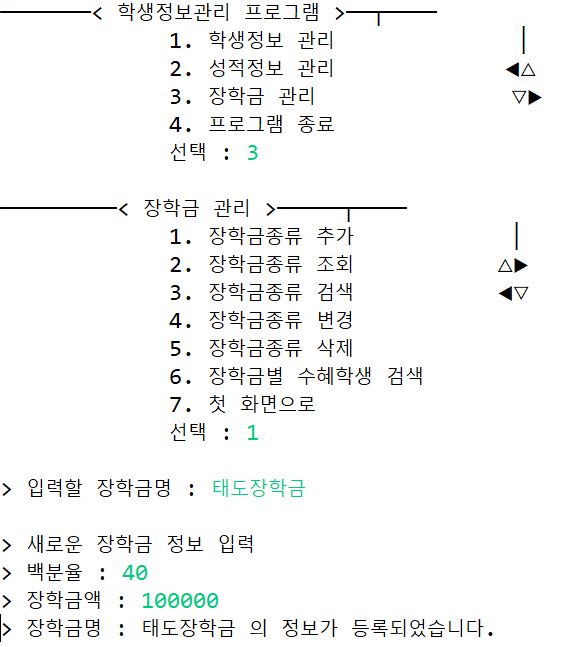 ────────< 학생정보관리 프로그램 >───┬─────
1. 학생정보 관리 │
2. 성적정보 관리 ◀△
3. 장학금 관리 ▽▶
4. 프로그램 종료
선택 : 3
──────────< 장학금 관리 >──────┬─────
1. 장학금종류 추가 │
2. 장학금종류 조회 △▶
3. 장학금종류 검색 ◀▽
4. 장학금종류 변경
5. 장학금종류 삭제
6. 장학금별 수혜학생 검색
7. 첫 화면으로
선택 : 1
> 입력할 장학금명 : 태도장학금
> 새로운 장학금 정보 입력
> 백분율 : 40
> 장학금액 : 100000
> 장학금명 : 태도장학금 의 정보가 등록되었습니다.